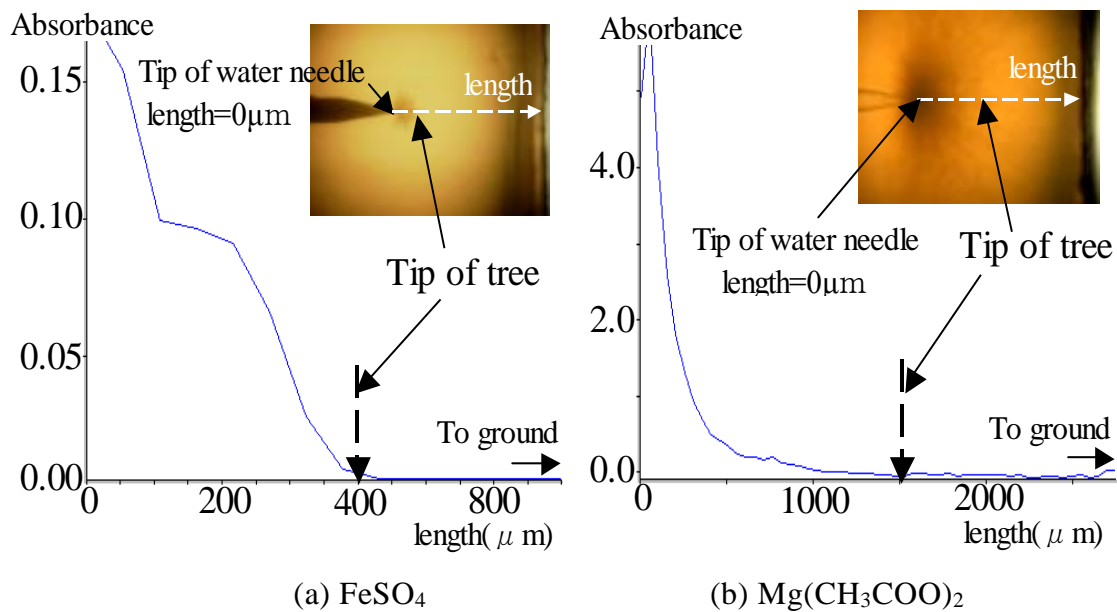 Absorbance
0.15
0.10
0.05
0.00
Tip of water needle
length=0μm
length
Tip of tree
To ground
0
200
400
600
800
length(μm)
(a) FeSO₄
Absorbance
4.0
2.0
0.0
length
Tip of water needle
length=0μm
Tip of tree
To ground
0
1000
2000
length(μm)
(b) Mg(CH₃COO)₂